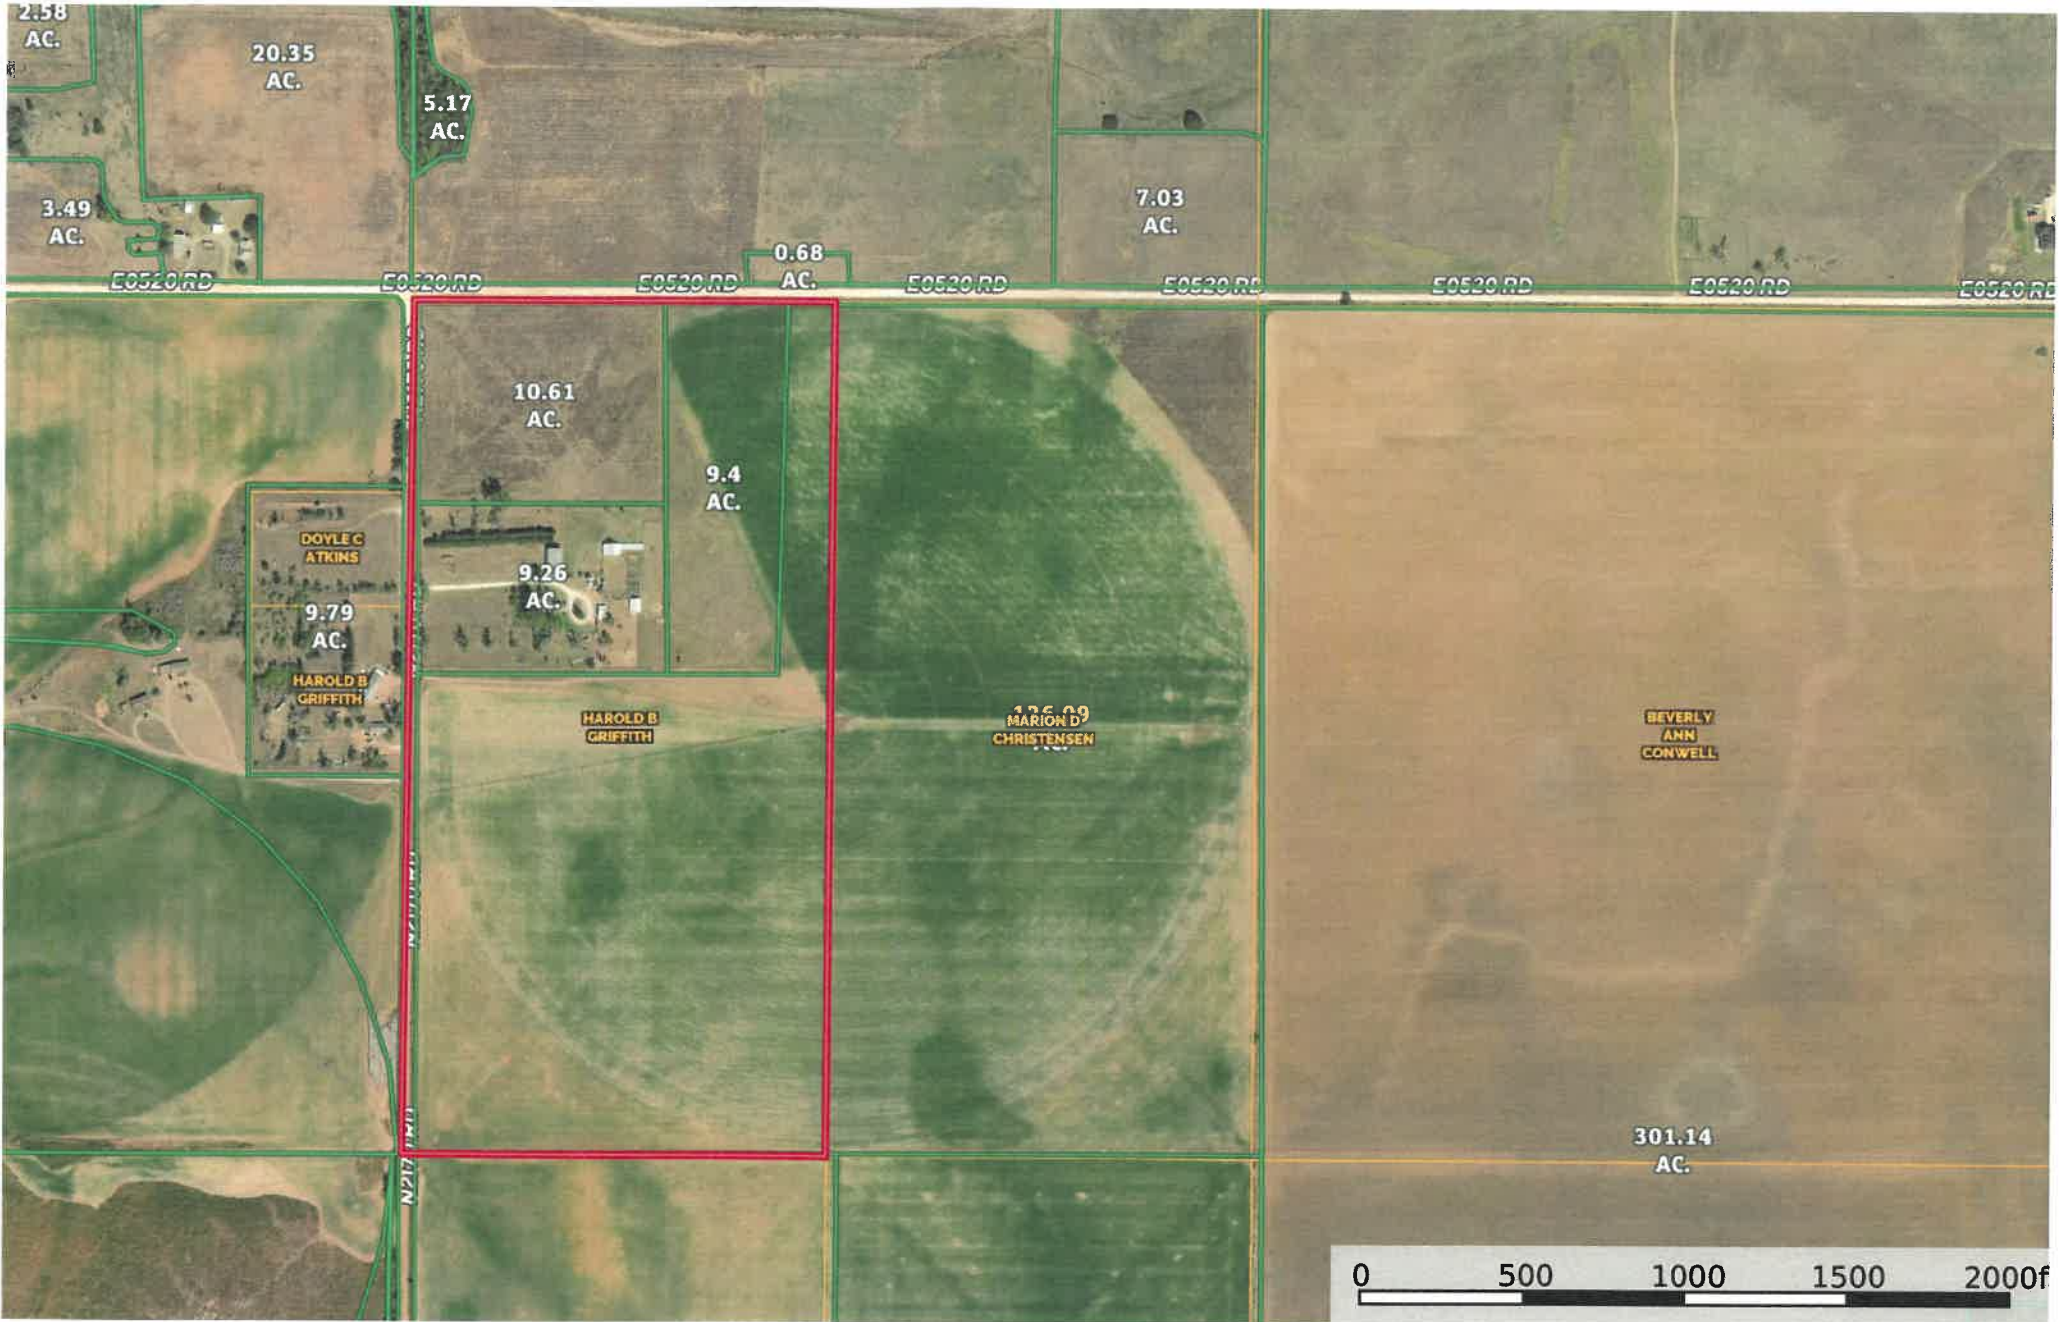 2.58
AC.
20.35
AC.
5.17
AC.
3.49
AC.
7.03
AC.
0.68
AC.
E0520 RD
E0520 RD
E0520 RD
E0520 RD
E0520 RD
E0520 RD
E0520 RD
E0520 RD
10.61
AC.
9.4
AC.
DOYLE C
ATKINS
9.26
AC.
9.79
AC.
HAROLD B
GRIFFITH
HAROLD B
GRIFFITH
MARION D
CHRISTENSEN
BEVERLY
ANN
CONWELL
301.14
AC.
0 500 1000 1500 2000f